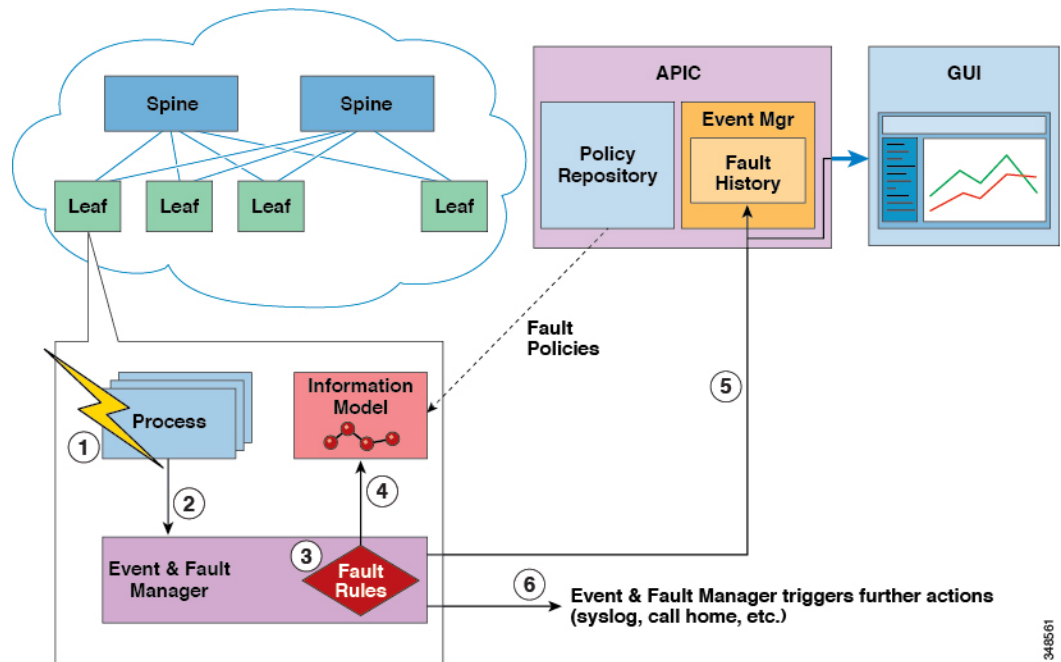 Spine
Spine
Leaf
Leaf
Leaf
Leaf
APIC
Policy
Repository
Event Mgr
Fault
History
GUI
Fault
Policies
1
Process
Information
Model
2
4
5
Event & Fault
Manager
3
Fault
Rules
6
Event & Fault Manager triggers further actions
(syslog, call home, etc.)
348561